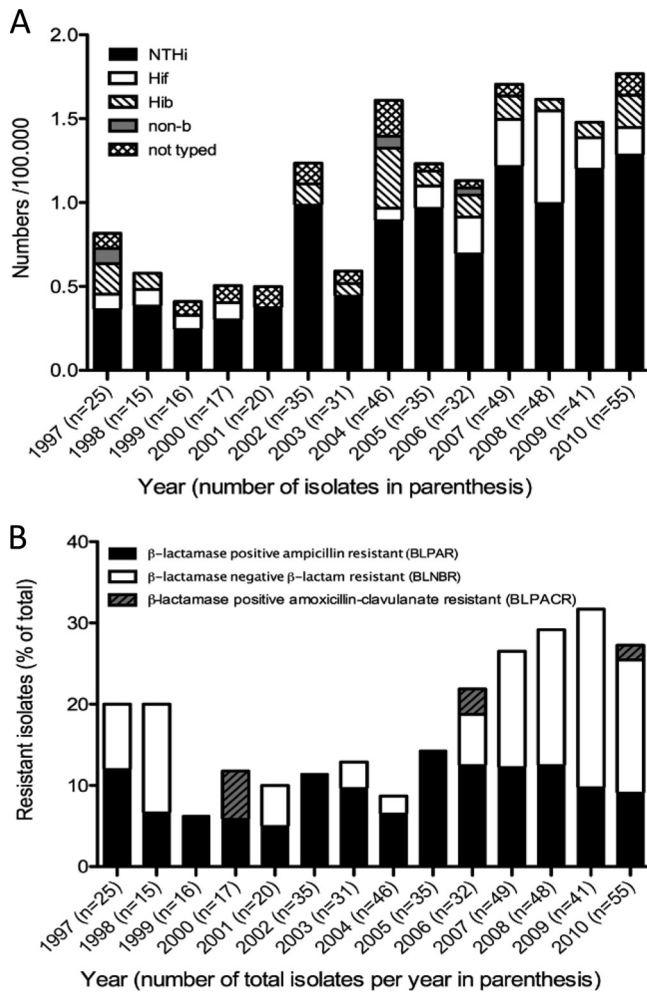 A
2.0
1.5
1.0
0.5
0.0
Numbers /100.000
NTHi
Hif
Hib
non-b
not typed
1997 (n=25)
1998 (n=15)
1999 (n=16)
2000 (n=17)
2001 (n=20)
2002 (n=35)
2003 (n=31)
2004 (n=46)
2005 (n=35)
2006 (n=32)
2007 (n=49)
2008 (n=48)
2009 (n=41)
2010 (n=55)
Year (number of isolates in parenthesis)
B
40
30
20
10
0
Resistant isolates (% of total)
β-lactamase positive ampicillin resistant (BLPAR)
β-lactamase negative β-lactam resistant (BLNBR)
β-lactamase positive amoxicillin-clavulanate resistant (BLPACR)
1997 (n=25)
1998 (n=15)
1999 (n=16)
2000 (n=17)
2001 (n=20)
2002 (n=35)
2003 (n=31)
2004 (n=46)
2005 (n=35)
2006 (n=32)
2007 (n=49)
2008 (n=48)
2009 (n=41)
2010 (n=55)
Year (number of total isolates per year in parenthesis)